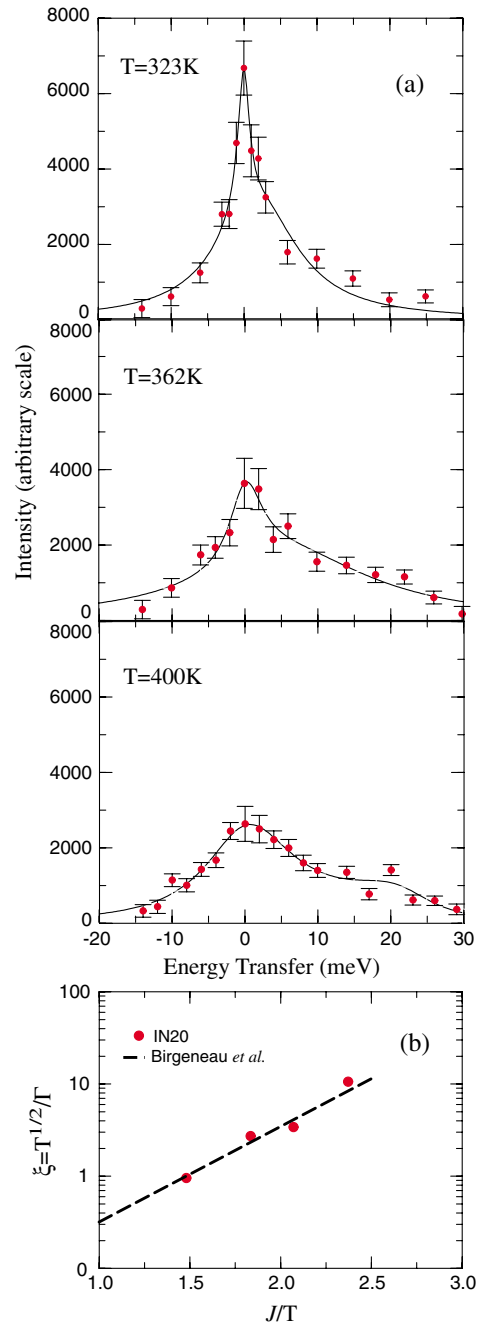 8000
T=323K
(a)
6000
4000
2000
0
8000
T=362K
6000
4000
2000
0
8000
T=400K
6000
4000
2000
0
Intensity (arbitrary scale)
-20 -10 0 10 20 30
Energy Transfer (meV)
100
IN20
(b)
Birgeneau et al.
10
1
0
ξ=T^1/2/Γ
1.0 1.5 2.0 2.5 3.0
J/T